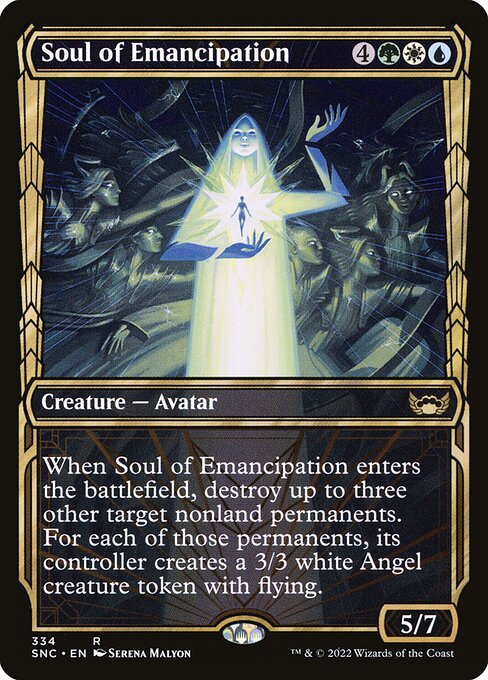 Soul of Emancipation 4
Creature — Avatar
When Soul of Emancipation enters
the battlefield, destroy up to three
other target nonland permanents.
For each of those permanents, its
controller creates a 3/3 white Angel
creature token with flying.
5/7
334 R
SNC • EN Serena Malyon
™ & © 2022 Wizards of the Coast